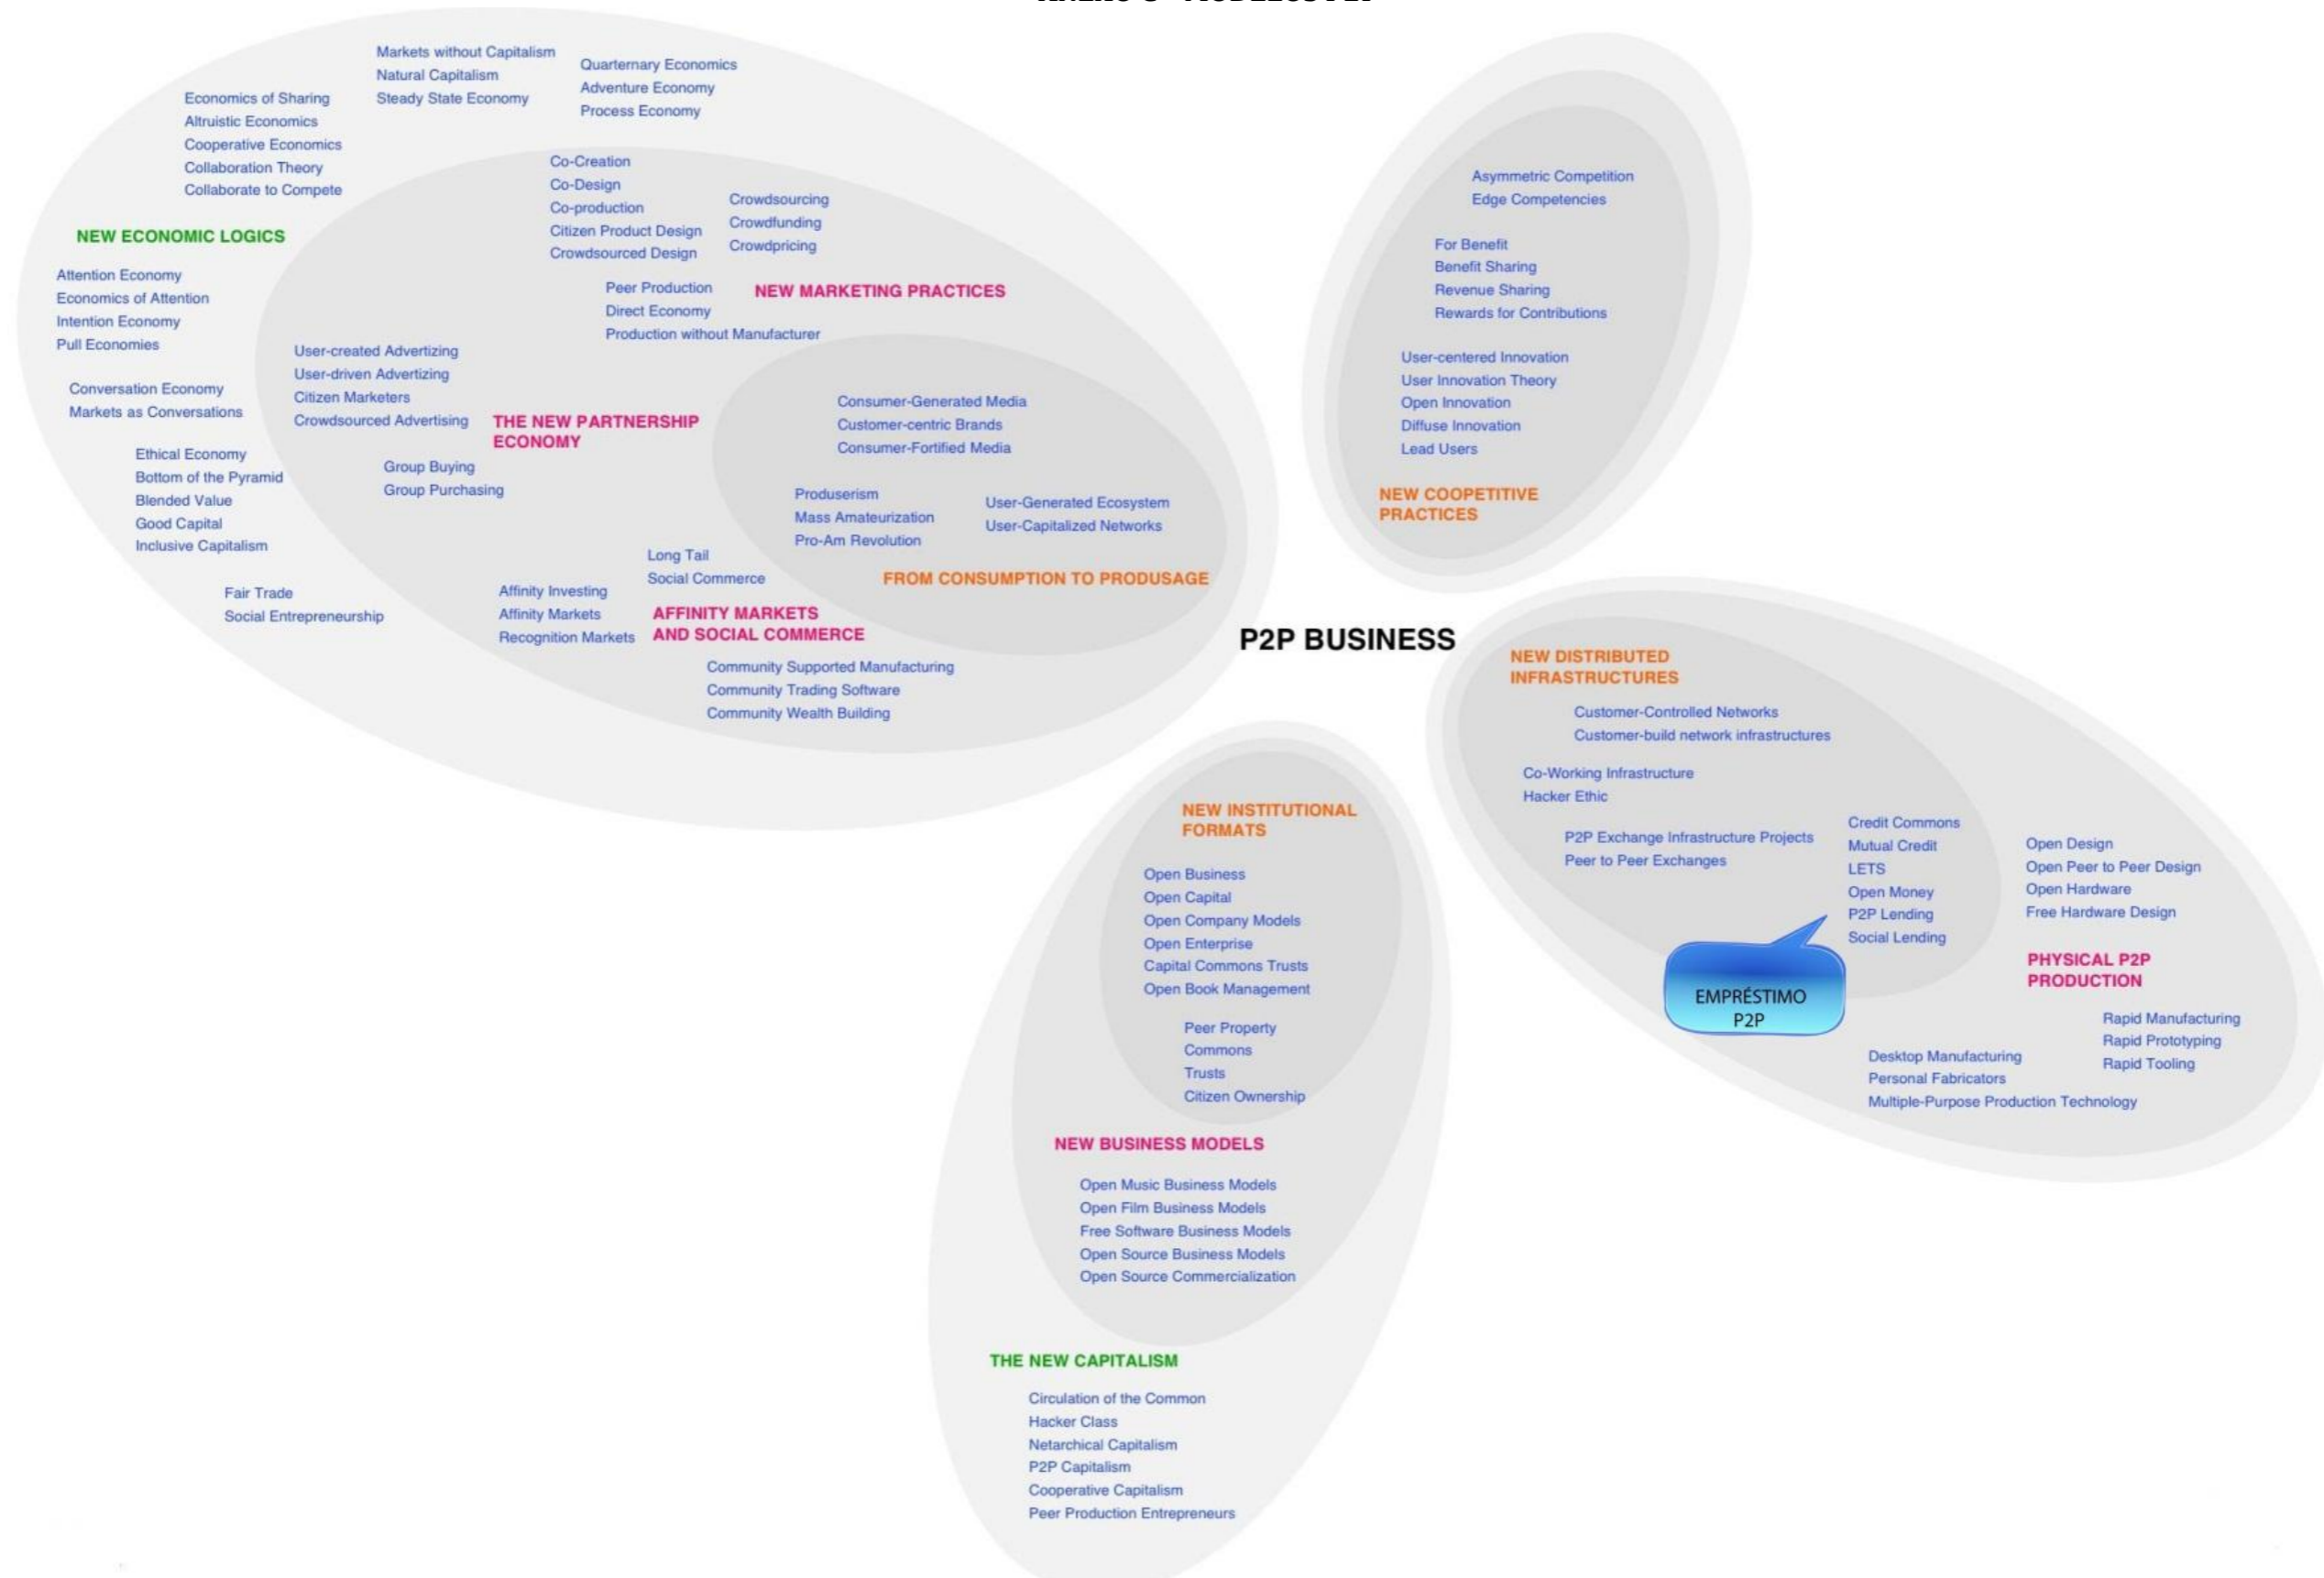 Markets without Capitalism
Natural Capitalism
Steady State Economy
Quarternary Economics
Adventure Economy
Process Economy
Economics of Sharing
Altruistic Economics
Cooperative Economics
Collaboration Theory
Collaborate to Compete
NEW ECONOMIC LOGICS
Attention Economy
Economics of Attention
Intention Economy
Pull Economies
Conversation Economy
Markets as Conversations
Ethical Economy
Bottom of the Pyramid
Blended Value
Good Capital
Inclusive Capitalism
Fair Trade
Social Entrepreneurship
Co-Creation
Co-Design
Co-production
Citizen Product Design
Crowdsourced Design
Crowdsourcing
Crowdfunding
Crowdpricing
Peer Production
Direct Economy
Production without Manufacturer
NEW MARKETING PRACTICES
User-created Advertizing
User-driven Advertizing
Citizen Marketers
Crowdsourced Advertising
THE NEW PARTNERSHIP
ECONOMY
Group Buying
Group Purchasing
Consumer-Generated Media
Customer-centric Brands
Consumer-Fortified Media
Produserism
Mass Amateurization
Pro-Am Revolution
User-Generated Ecosystem
User-Capitalized Networks
FROM CONSUMPTION TO PRODUSAGE
Long Tail
Social Commerce
Affinity Investing
Affinity Markets
Recognition Markets
AFFINITY MARKETS
AND SOCIAL COMMERCE
Community Supported Manufacturing
Community Trading Software
Community Wealth Building
Asymmetric Competition
Edge Competencies
For Benefit
Benefit Sharing
Revenue Sharing
Rewards for Contributions
User-centered Innovation
User Innovation Theory
Open Innovation
Diffuse Innovation
Lead Users
NEW COOPETITIVE
PRACTICES
P2P BUSINESS
NEW DISTRIBUTED
INFRASTRUCTURES
Customer-Controlled Networks
Customer-build network infrastructures
Co-Working Infrastructure
Hacker Ethic
P2P Exchange Infrastructure Projects
Peer to Peer Exchanges
Credit Commons
Mutual Credit
LETS
Open Money
P2P Lending
Social Lending
EMPRÉSTIMO
P2P
Open Design
Open Peer to Peer Design
Open Hardware
Free Hardware Design
PHYSICAL P2P
PRODUCTION
Rapid Manufacturing
Rapid Prototyping
Rapid Tooling
Desktop Manufacturing
Personal Fabricators
Multiple-Purpose Production Technology
NEW INSTITUTIONAL
FORMATS
Open Business
Open Capital
Open Company Models
Open Enterprise
Capital Commons Trusts
Open Book Management
Peer Property
Commons
Trusts
Citizen Ownership
NEW BUSINESS MODELS
Open Music Business Models
Open Film Business Models
Free Software Business Models
Open Source Business Models
Open Source Commercialization
THE NEW CAPITALISM
Circulation of the Common
Hacker Class
Netarchical Capitalism
P2P Capitalism
Cooperative Capitalism
Peer Production Entrepreneurs